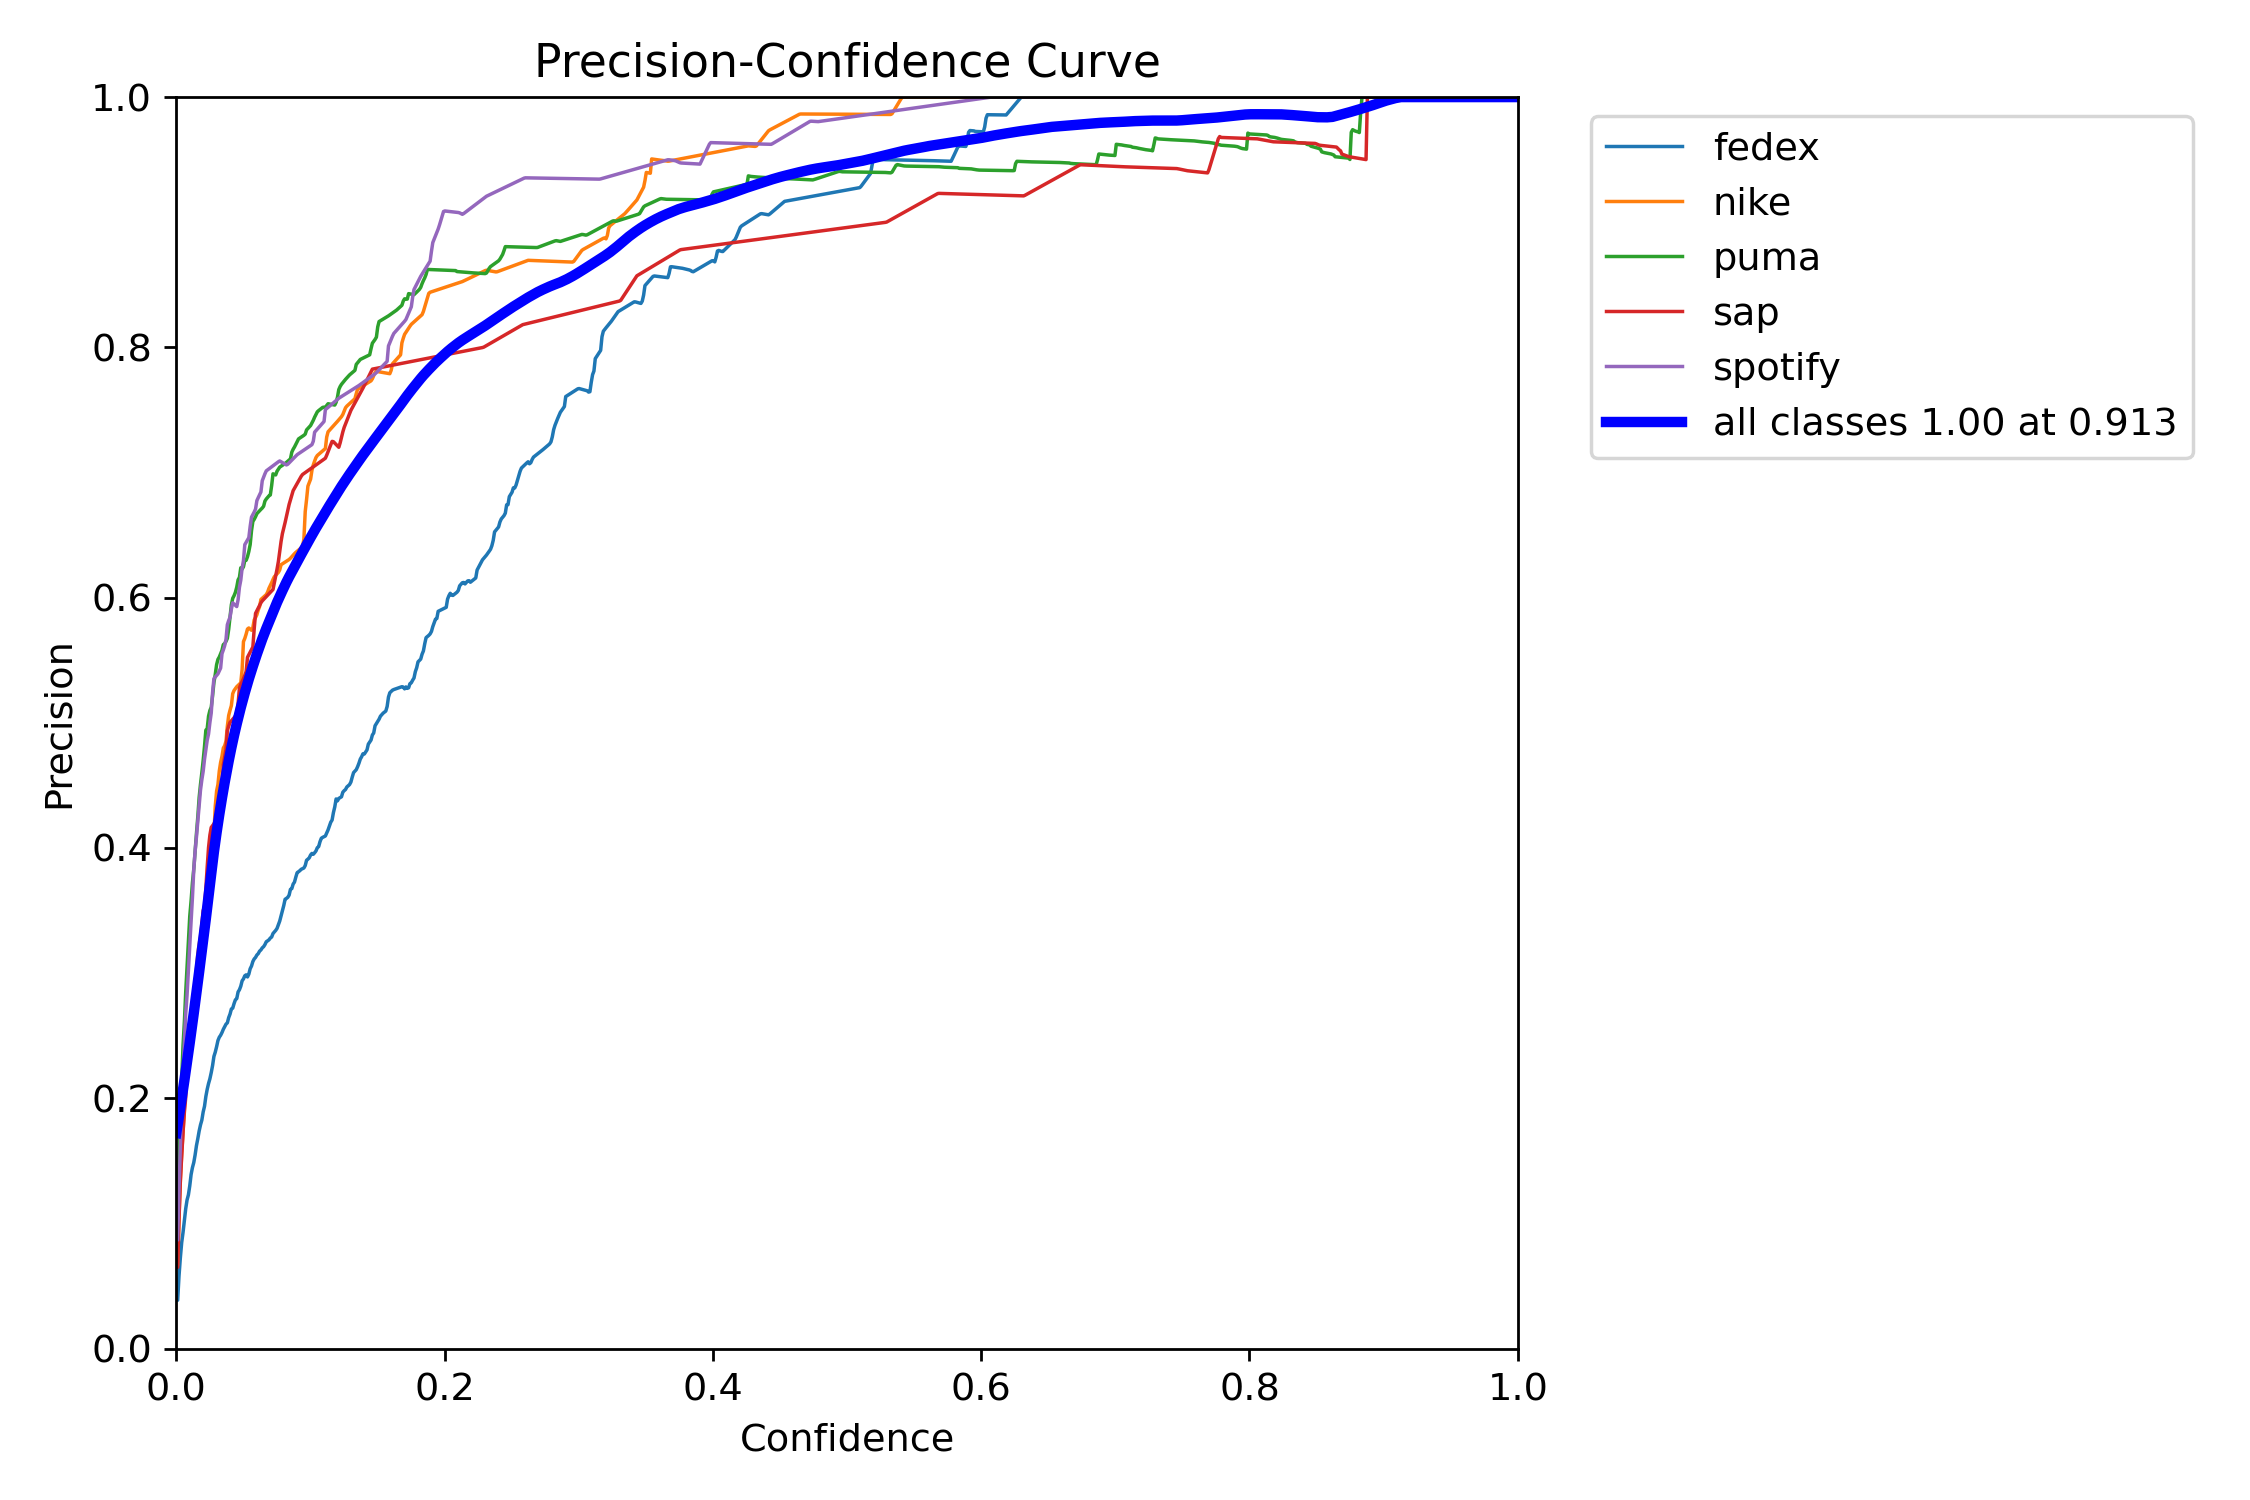 Precision-Confidence Curve
1.0
0.8
0.6
0.4
0.2
0.0
Precision
0.0 0.2 0.4 0.6 0.8 1.0
Confidence
fedex
nike
puma
sap
spotify
all classes 1.00 at 0.913